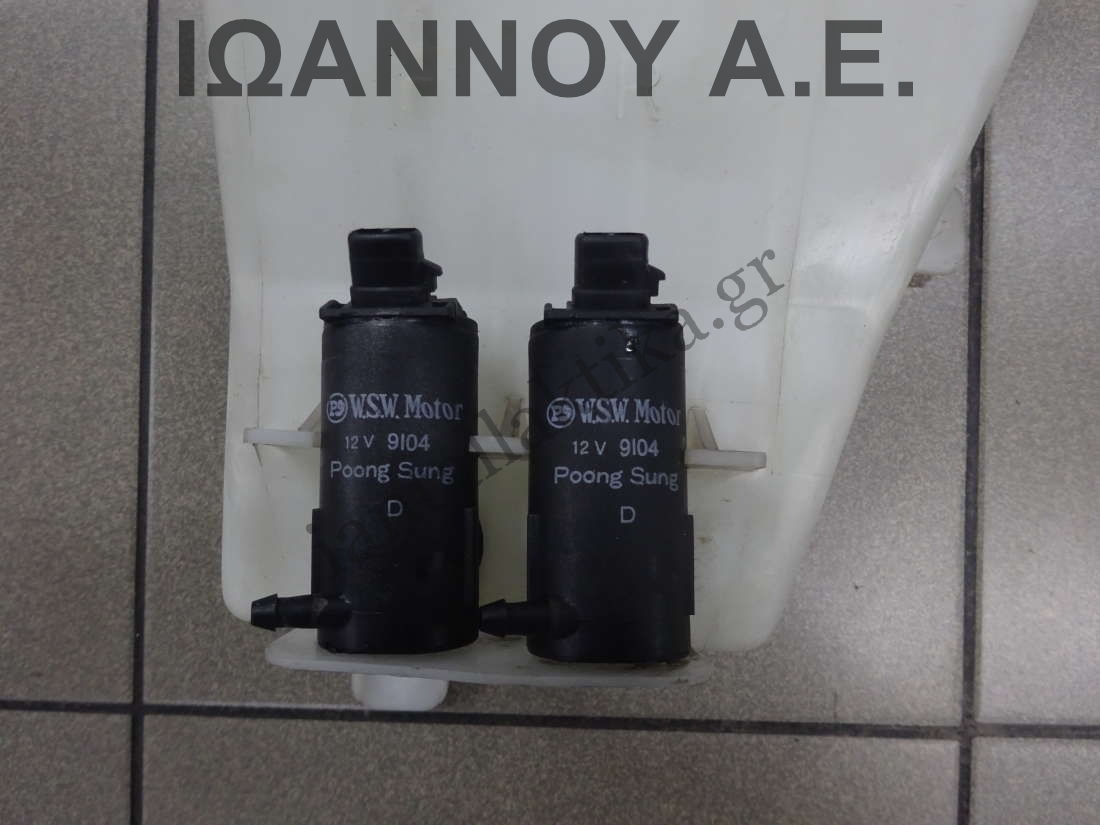 ΙΩΑΝΝΟΥ Α.Ε.
PS W.S.W. Motor
12 V 9104
Poong Sung
D
PS W.S.W. Motor
12 V 9104
Poong Sung
D